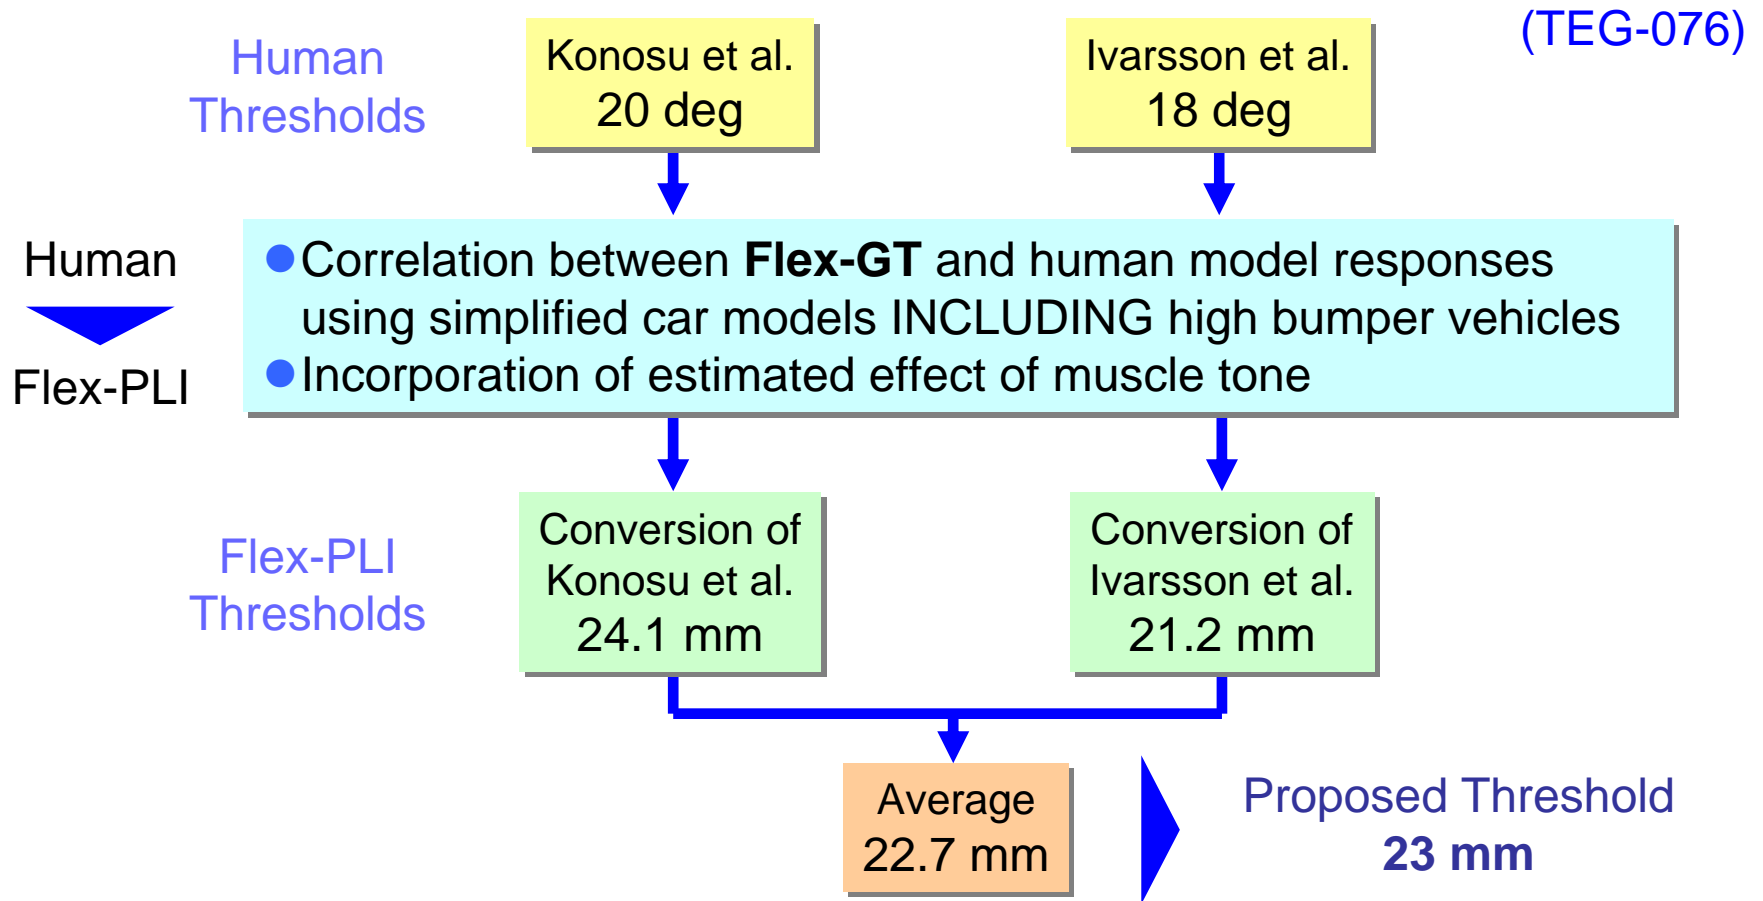 (TEG-076)
Human
Thresholds
Konosu et al.
20 deg
Ivarsson et al.
18 deg
Human
Flex-PLI
●Correlation between Flex-GT and human model responses
using simplified car models INCLUDING high bumper vehicles
●Incorporation of estimated effect of muscle tone
Flex-PLI
Thresholds
Conversion of
Konosu et al.
24.1 mm
Conversion of
Ivarsson et al.
21.2 mm
Average
22.7 mm
Proposed Threshold
23 mm